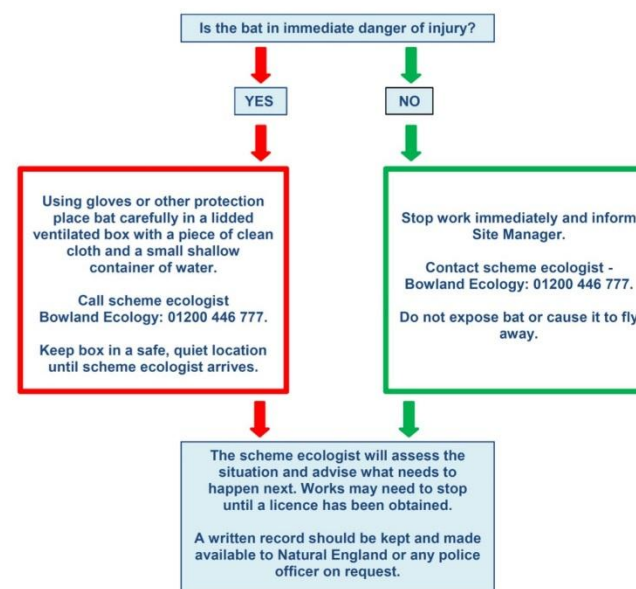 Is the bat in immediate danger of injury?
YES
NO
Using gloves or other protection
place bat carefully in a lidded
ventilated box with a piece of clean
cloth and a small shallow
container of water.
Call scheme ecologist
Bowland Ecology: 01200 446 777.
Keep box in a safe, quiet location
until scheme ecologist arrives.
Stop work immediately and inform
Site Manager.
Contact scheme ecologist -
Bowland Ecology: 01200 446 777.
Do not expose bat or cause it to fly
away.
The scheme ecologist will assess the
situation and advise what needs to
happen next. Works may need to stop
until a licence has been obtained.
A written record should be kept and made
available to Natural England or any police
officer on request.